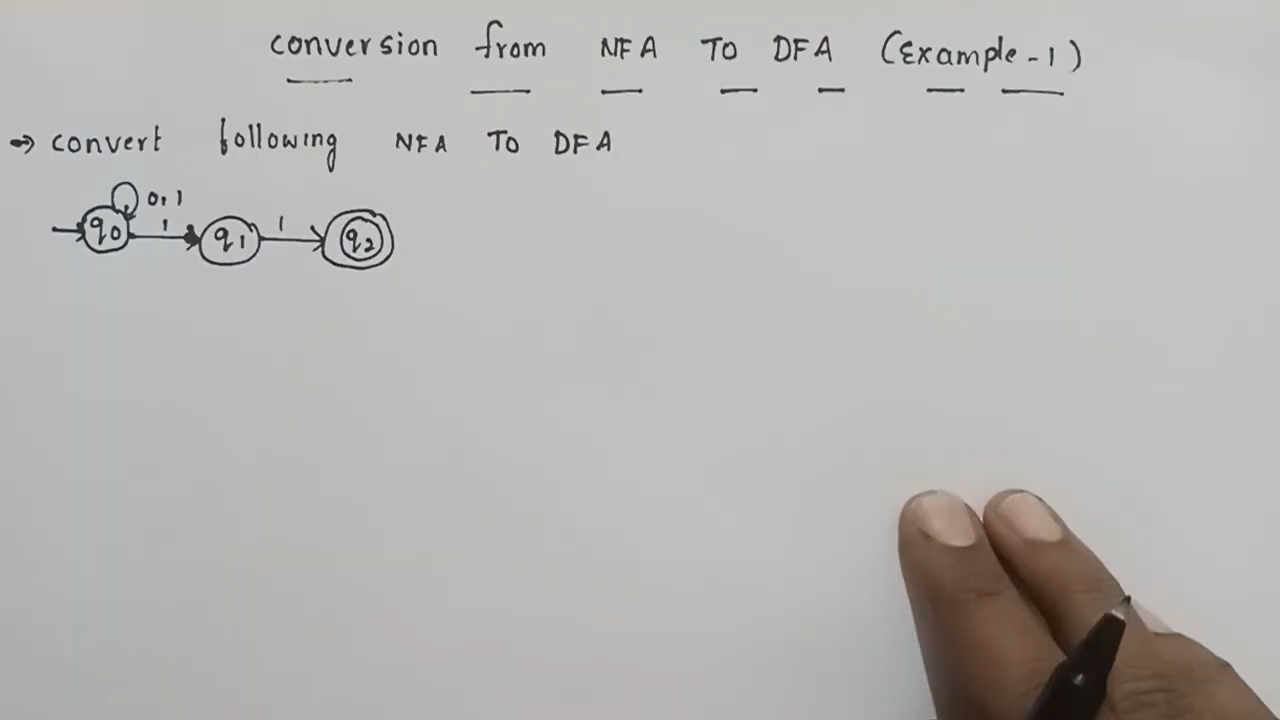 conversion from NFA TO DFA (Example-1)
⇒ convert following NFA TO DFA
0,1
q0 1 q1 1 q2